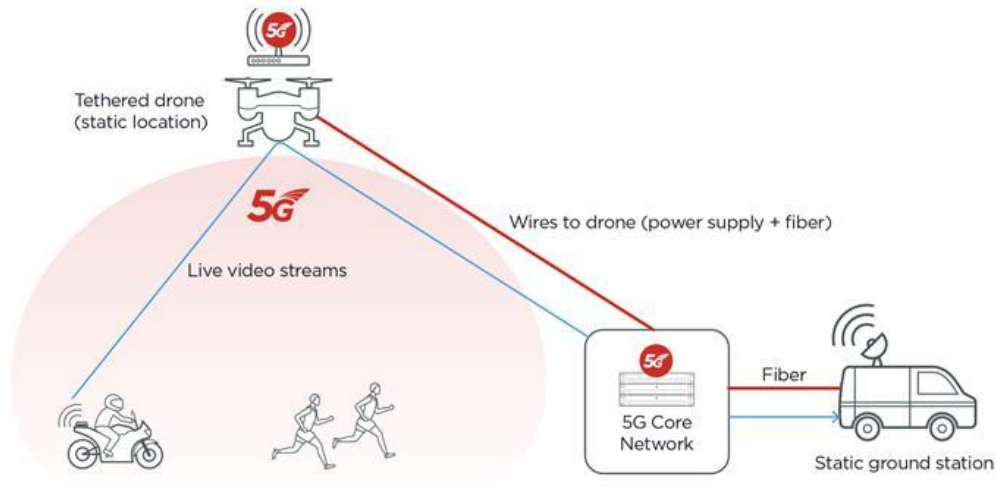 5G
Tethered drone
(static location)
5G
Wires to drone (power supply + fiber)
Live video streams
5G
Fiber
5G Core
Network
Static ground station